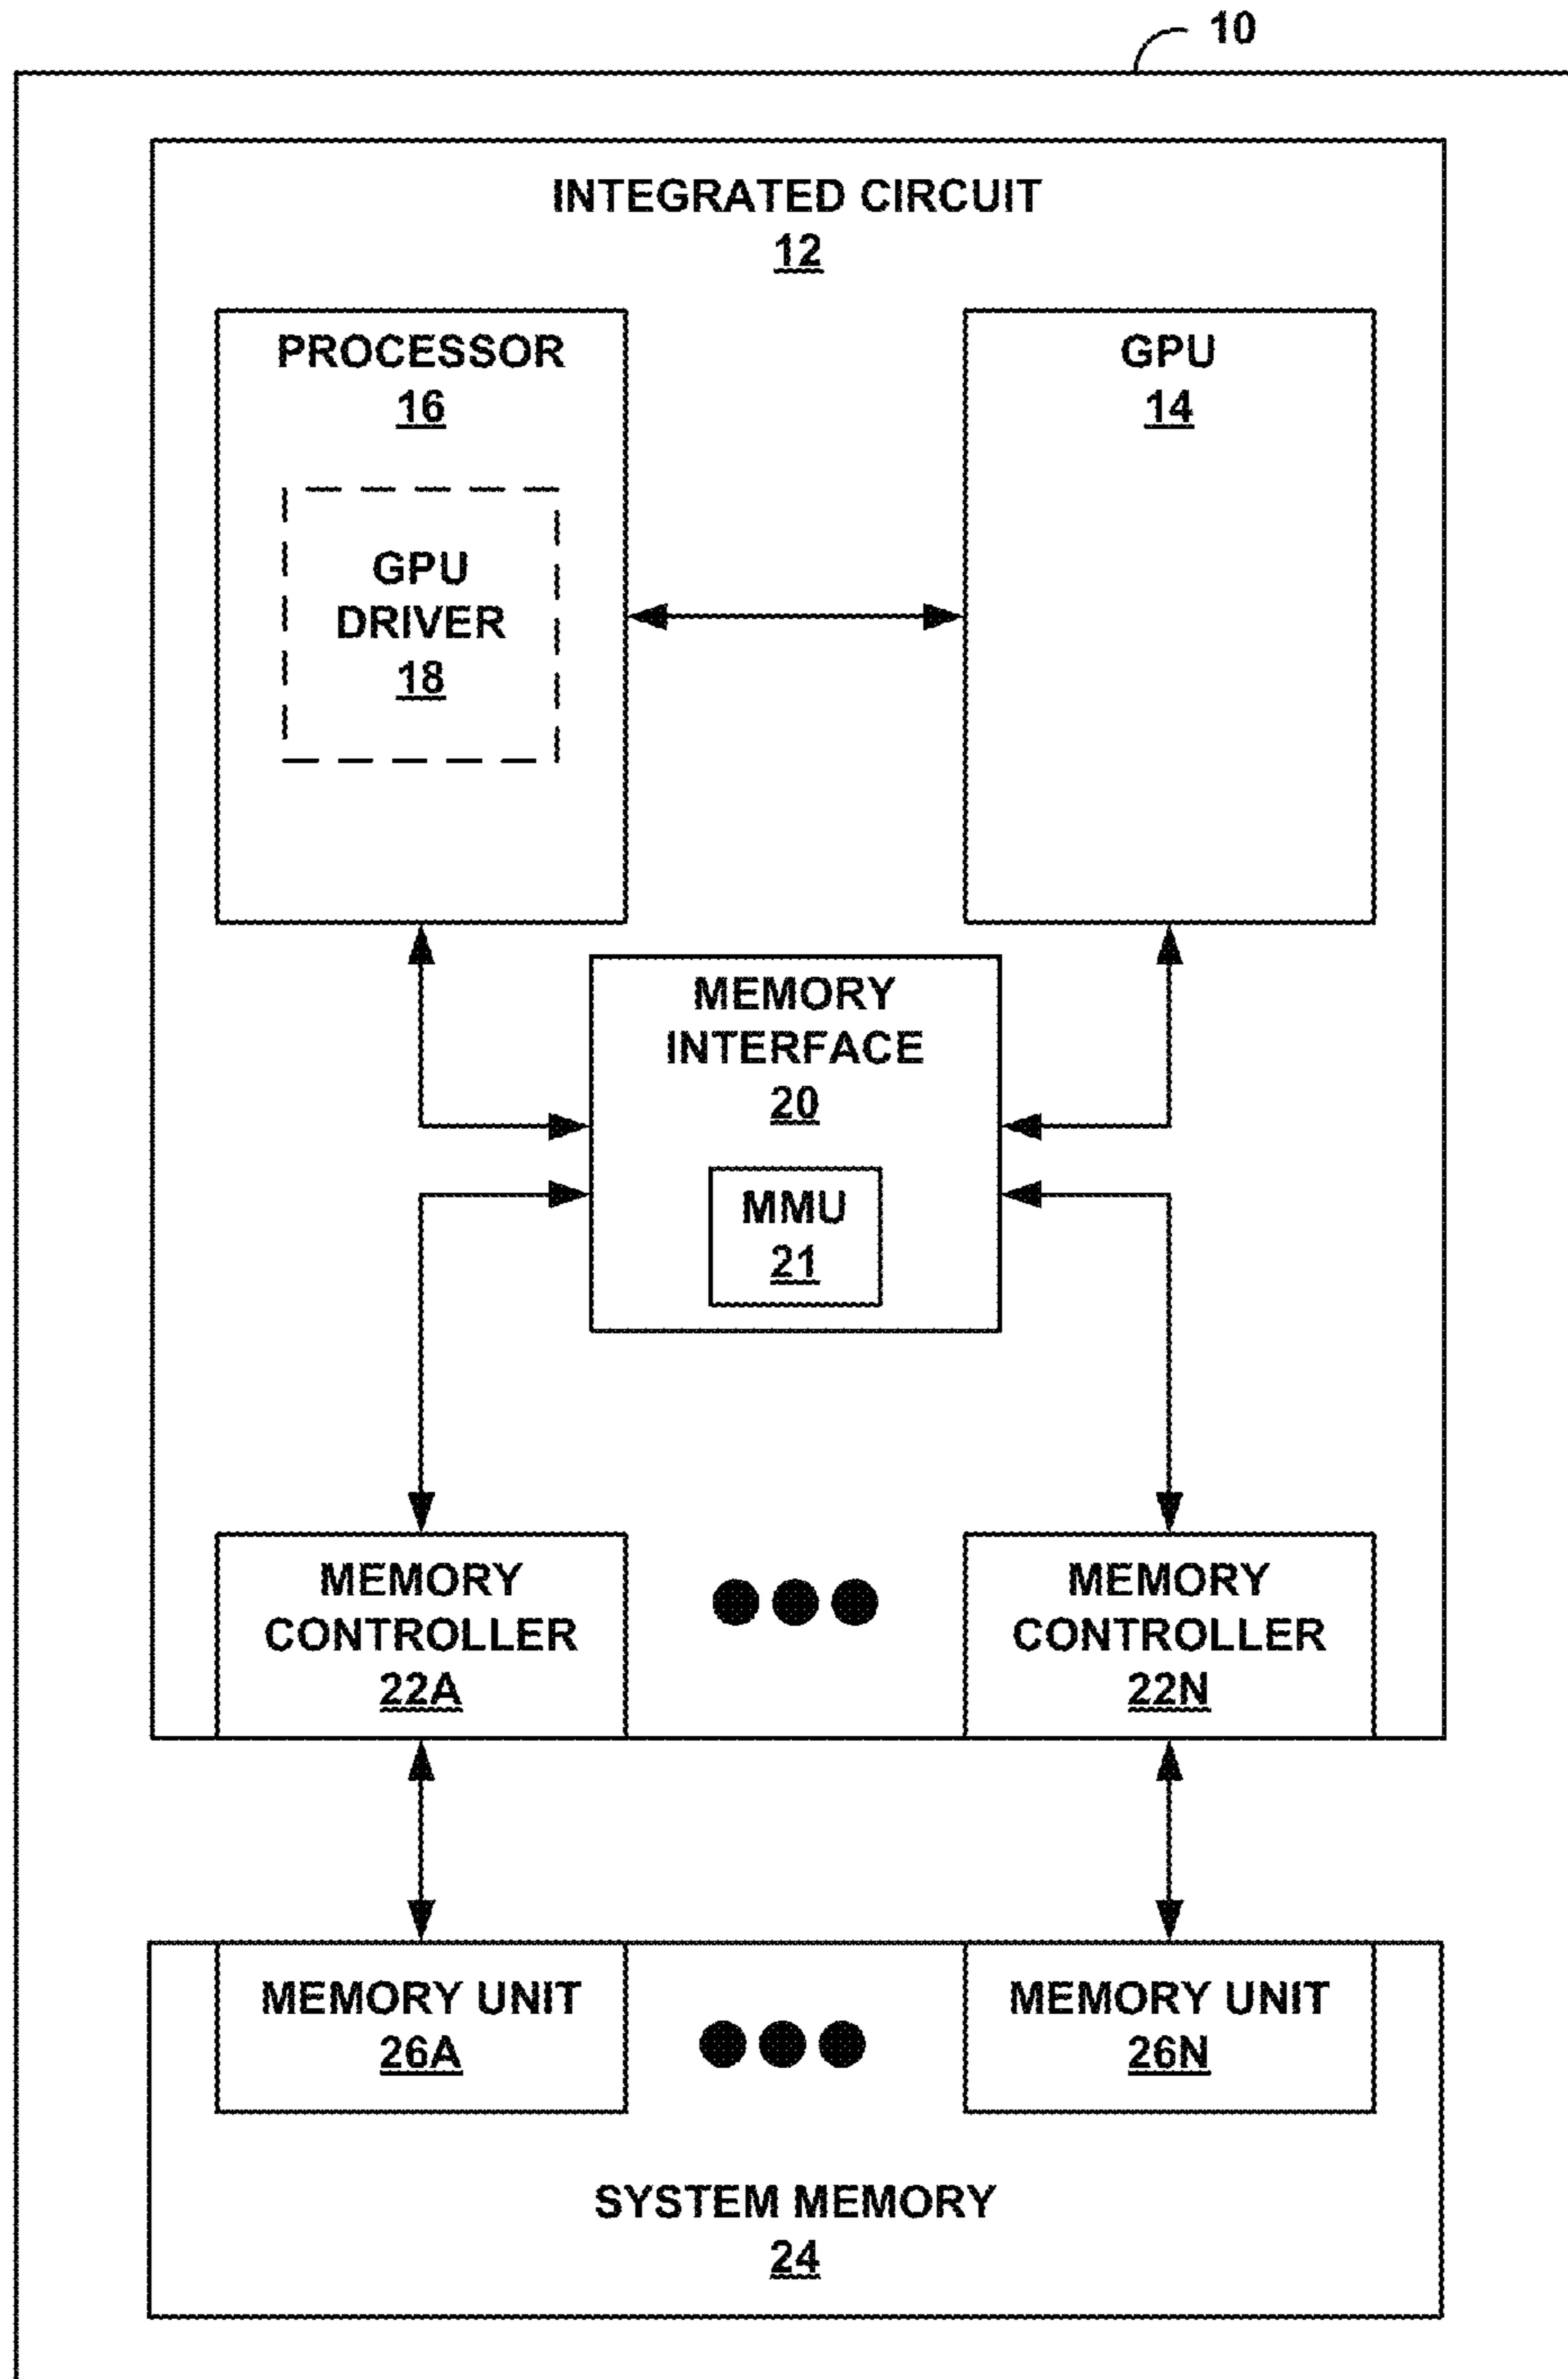 10
INTEGRATED CIRCUIT
12
PROCESSOR
16
GPU
DRIVER
18
GPU
14
MEMORY
INTERFACE
20
MMU
21
MEMORY
CONTROLLER
22A
MEMORY
CONTROLLER
22N
MEMORY UNIT
26A
MEMORY UNIT
26N
SYSTEM MEMORY
24